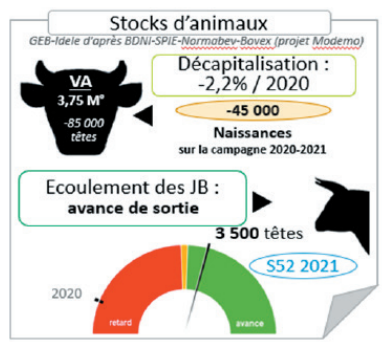 Stocks d'animaux
GEB-Idele d'après BDNI-SPIE-Normabev-Bovex (projet Modemo)
VA
3,75 M°
-85 000
têtes
Décapitalisation :
-2,2% / 2020
-45 000
Naissances
sur la campagne 2020-2021
Ecoulement des JB :
avance de sortie
3 500 têtes
S52 2021
2020
retard
avance